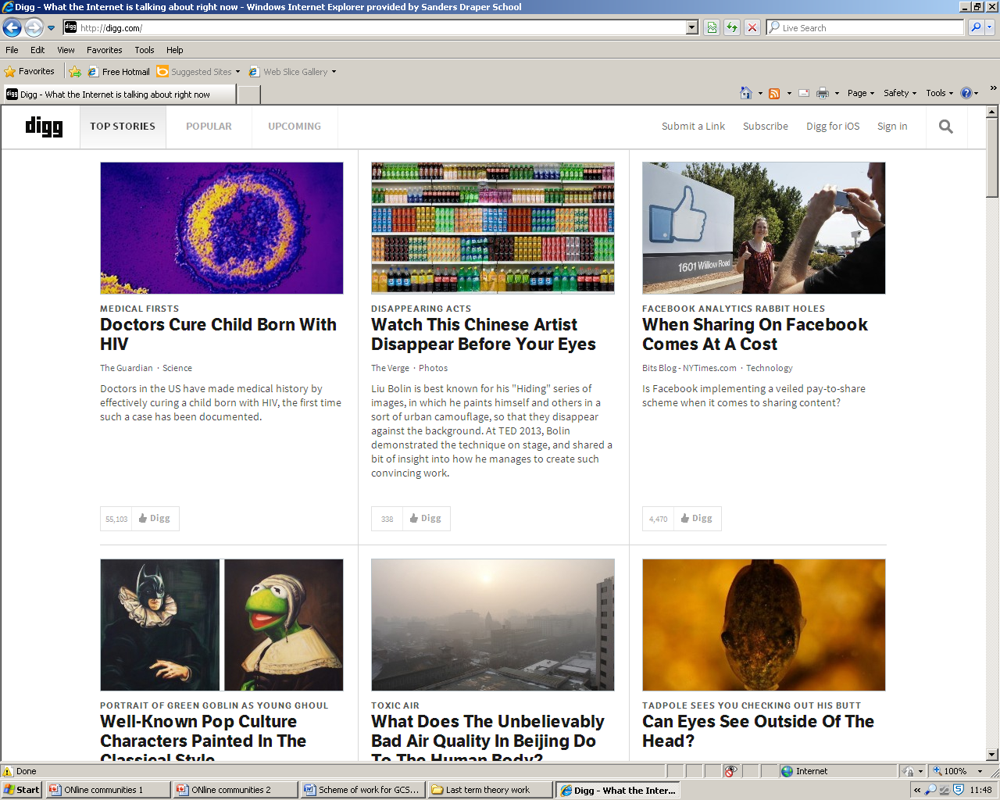 Digg - What the Internet is talking about right now - Windows Internet Explorer provided by Sanders Draper School
digg http://digg.com/ Live Search
File Edit View Favorites Tools Help
Favorites Free Hotmail Suggested Sites Web Slice Gallery
digg Digg - What the Internet is talking about right now Page Safety Tools »
digg TOP STORIES POPULAR UPCOMING Submit a Link Subscribe Digg for iOS Sign in
1601 Willow Road
MEDICAL FIRSTS
Doctors Cure Child Born With
HIV
The Guardian · Science
Doctors in the US have made medical history by
effectively curing a child born with HIV, the first time
such a case has been documented.
55,103 Digg
DISAPPEARING ACTS
Watch This Chinese Artist
Disappear Before Your Eyes
The Verge · Photos
Liu Bolin is best known for his "Hiding" series of
images, in which he paints himself and others in a
sort of urban camouflage, so that they disappear
against the background. At TED 2013, Bolin
demonstrated the technique on stage, and shared a
bit of insight into how he manages to create such
convincing work.
338 Digg
FACEBOOK ANALYTICS RABBIT HOLES
When Sharing On Facebook
Comes At A Cost
Bits Blog - NYTimes.com · Technology
Is Facebook implementing a veiled pay-to-share
scheme when it comes to sharing content?
4,470 Digg
PORTRAIT OF GREEN GOBLIN AS YOUNG GHOUL
Well-Known Pop Culture
Characters Painted In The
Classical Style
TOXIC AIR
What Does The Unbelievably
Bad Air Quality In Beijing Do
To The Human Body?
TADPOLE SEES YOU CHECKING OUT HIS BUTT
Can Eyes See Outside Of The
Head?
Done Internet 100%
Start ONline communities 1 ONline communities 2 Scheme of work for GCS... Last term theory work Digg - What the Inter... « 11:48